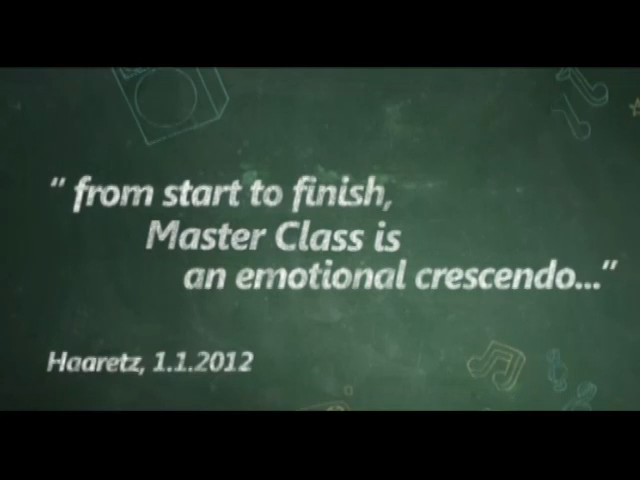 “ from start to finish,
Master Class is
an emotional crescendo...”
Haaretz, 1.1.2012